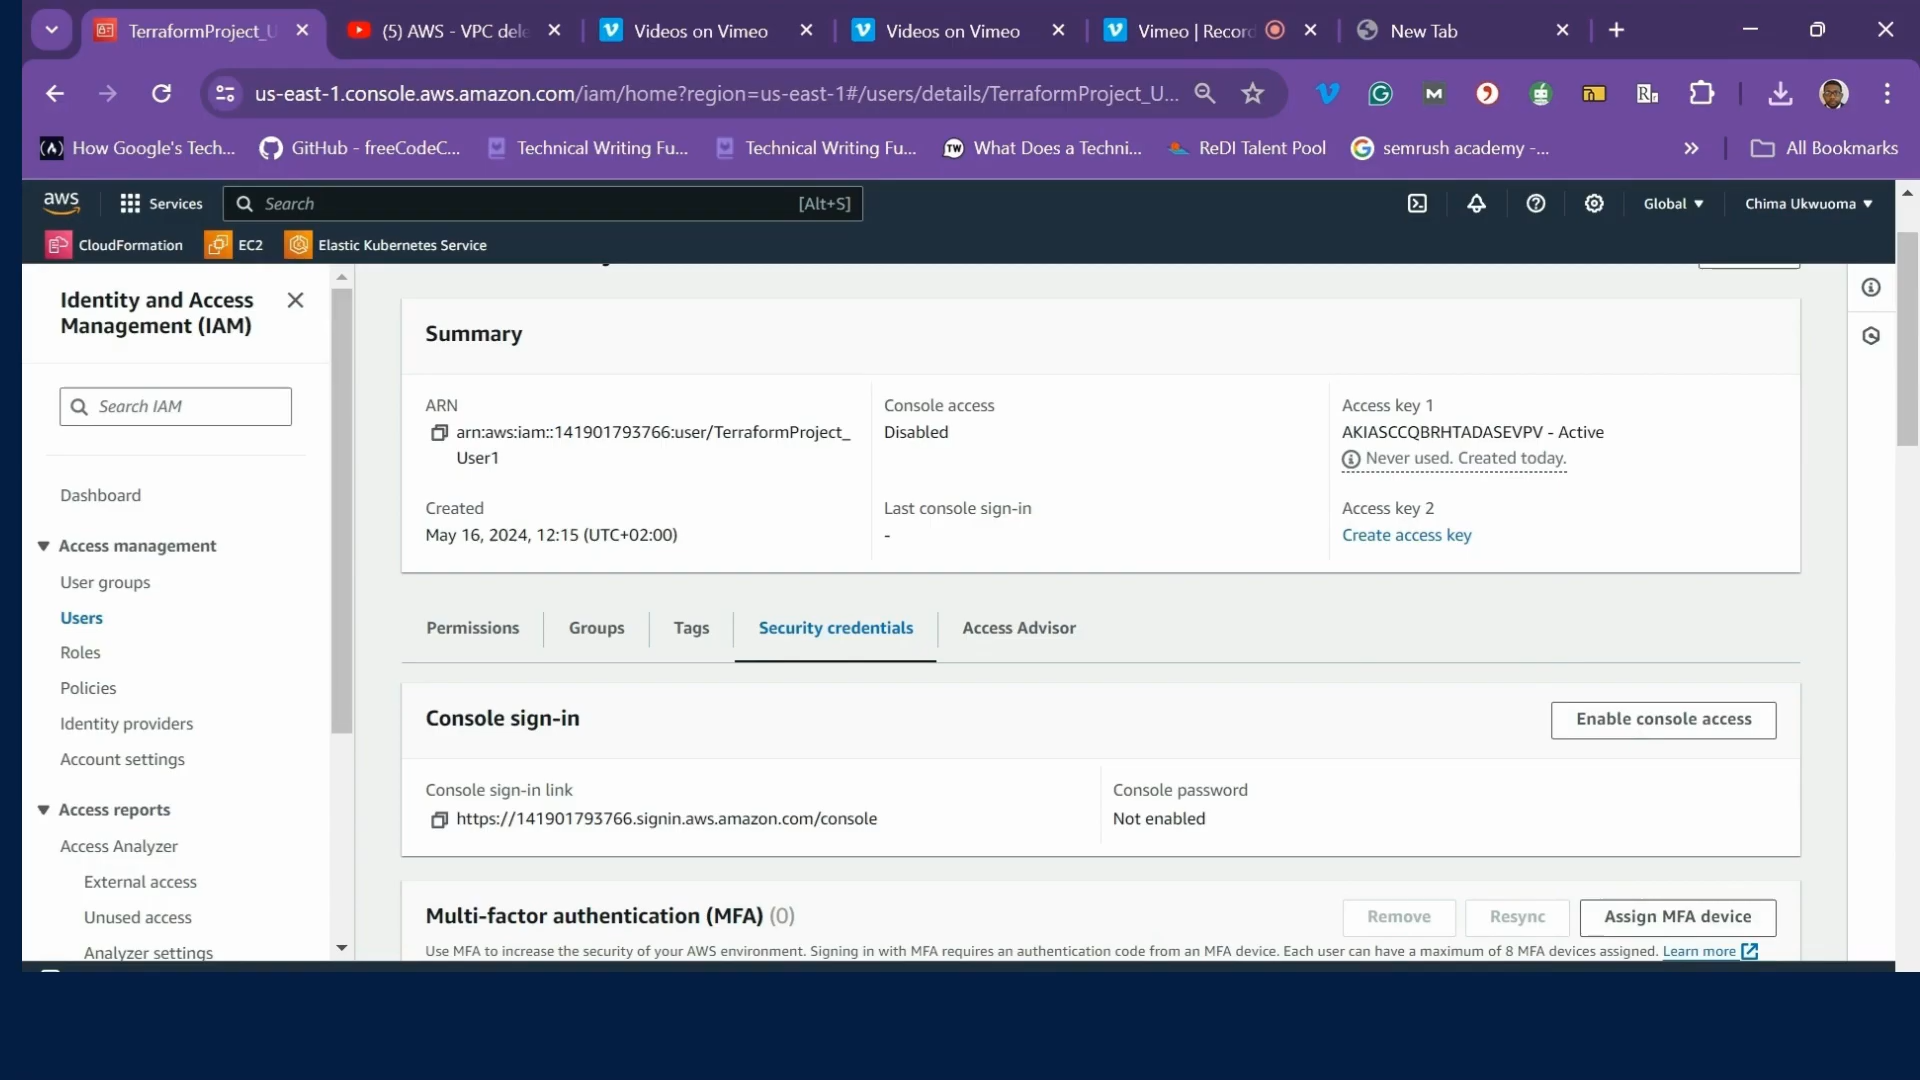 TerraformProject_U
(5) AWS - VPC dele
Videos on Vimeo
Videos on Vimeo
Vimeo | Record
New Tab
us-east-1.console.aws.amazon.com/iam/home?region=us-east-1#/users/details/TerraformProject_U...
How Google's Tech...
GitHub - freeCodeC...
Technical Writing Fu...
Technical Writing Fu...
What Does a Techni...
ReDI Talent Pool
semrush academy -...
All Bookmarks
aws
Services
Search
[Alt+S]
Global
Chima Ukwuoma
CloudFormation
EC2
Elastic Kubernetes Service
Identity and Access
Management (IAM)
Search IAM
Dashboard
Access management
User groups
Users
Roles
Policies
Identity providers
Account settings
Access reports
Access Analyzer
External access
Unused access
Analyzer settings
Summary
ARN
arn:aws:iam::141901793766:user/TerraformProject_
User1
Console access
Disabled
Access key 1
AKIASCCQBRHTADASEVPV - Active
Never used. Created today.
Created
May 16, 2024, 12:15 (UTC+02:00)
Last console sign-in
-
Access key 2
Create access key
Permissions
Groups
Tags
Security credentials
Access Advisor
Console sign-in
Enable console access
Console sign-in link
https://141901793766.signin.aws.amazon.com/console
Console password
Not enabled
Multi-factor authentication (MFA) (0)
Remove
Resync
Assign MFA device
Use MFA to increase the security of your AWS environment. Signing in with MFA requires an authentication code from an MFA device. Each user can have a maximum of 8 MFA devices assigned. Learn more